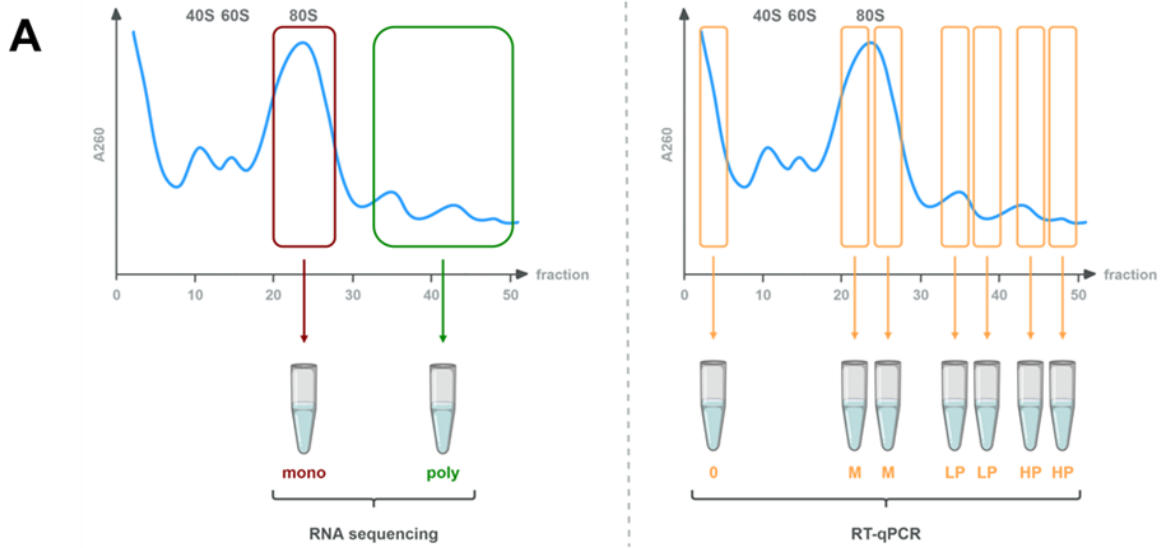 A
40S 60S 80S
A260
fraction
0 10 20 30 40 50
mono poly
RNA sequencing
40S 60S 80S
A260
fraction
0 10 20 30 40 50
0 M M LP LP HP HP
RT-qPCR